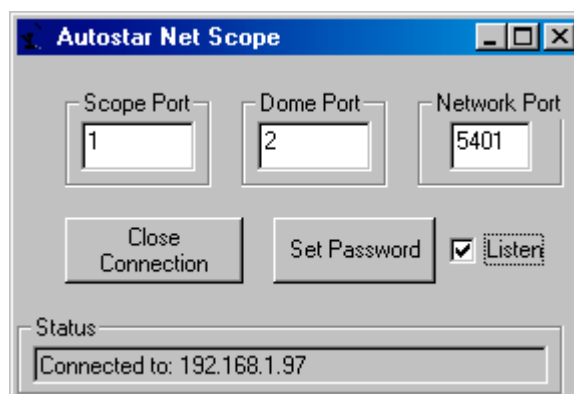 Autostar Net Scope
Scope Port
Dome Port
Network Port
1
2
5401
Close
Connection
Set Password
Listen
Status
Connected to: 192.168.1.97